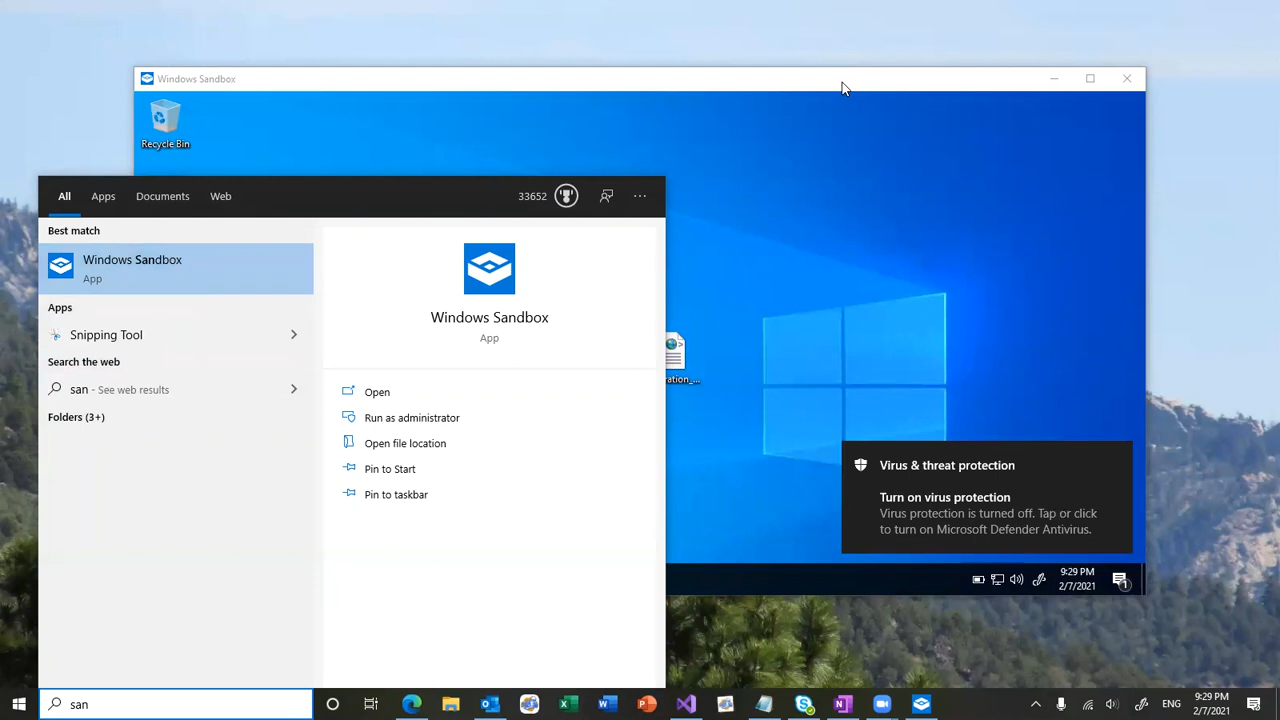 Windows Sandbox
Recycle Bin
All
Apps
Documents
Web
33652
Best match
Windows Sandbox
App
Apps
Snipping Tool
Search the web
san - See web results
Folders (3+)
Windows Sandbox
App
Open
Run as administrator
Open file location
Pin to Start
Pin to taskbar
ration_...
Virus & threat protection
Turn on virus protection
Virus protection is turned off. Tap or click
to turn on Microsoft Defender Antivirus.
9:29 PM
2/7/2021
1
san
ENG
9:29 PM
2/7/2021